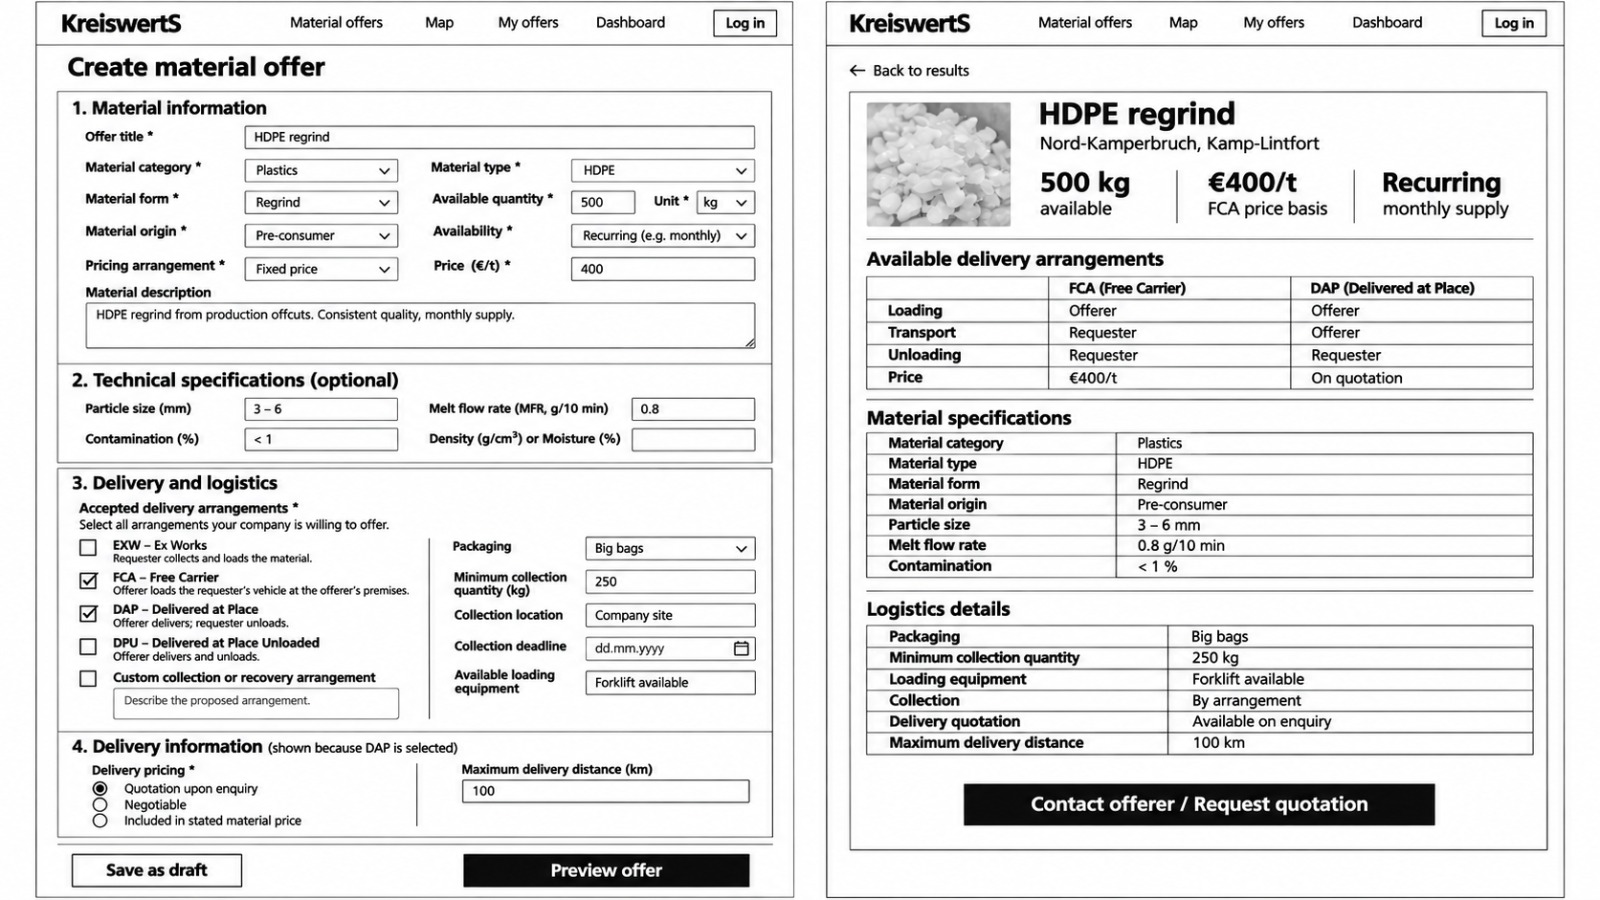 KreiswertS
Material offers
Map
My offers
Dashboard
Log in
Create material offer
1. Material information
Offer title *
HDPE regrind
Material category *
Plastics
Material type *
HDPE
Material form *
Regrind
Available quantity *
500
Unit *
kg
Material origin *
Pre-consumer
Availability *
Recurring (e.g. monthly)
Pricing arrangement *
Fixed price
Price (€/t) *
400
Material description
HDPE regrind from production offcuts. Consistent quality, monthly supply.
2. Technical specifications (optional)
Particle size (mm)
3 – 6
Melt flow rate (MFR, g/10 min)
0.8
Contamination (%)
< 1
Density (g/cm³) or Moisture (%)
3. Delivery and logistics
Accepted delivery arrangements *
Select all arrangements your company is willing to offer.
EXW – Ex Works
Requester collects and loads the material.
FCA – Free Carrier
Offerer loads the requester's vehicle at the offerer's premises.
DAP – Delivered at Place
Offerer delivers; requester unloads.
DPU – Delivered at Place Unloaded
Offerer delivers and unloads.
Custom collection or recovery arrangement
Describe the proposed arrangement.
Packaging
Big bags
Minimum collection
quantity (kg)
250
Collection location
Company site
Collection deadline
dd.mm.yyyy
Available loading
equipment
Forklift available
4. Delivery information (shown because DAP is selected)
Delivery pricing *
Quotation upon enquiry
Negotiable
Included in stated material price
Maximum delivery distance (km)
100
Save as draft
Preview offer
KreiswertS
Material offers
Map
My offers
Dashboard
Log in
← Back to results
HDPE regrind
Nord-Kamperbruch, Kamp-Lintfort
500 kg
available
€400/t
FCA price basis
Recurring
monthly supply
Available delivery arrangements
FCA (Free Carrier)
DAP (Delivered at Place)
Loading
Offerer
Offerer
Transport
Requester
Offerer
Unloading
Requester
Requester
Price
€400/t
On quotation
Material specifications
Material category
Plastics
Material type
HDPE
Material form
Regrind
Material origin
Pre-consumer
Particle size
3 – 6 mm
Melt flow rate
0.8 g/10 min
Contamination
< 1 %
Logistics details
Packaging
Big bags
Minimum collection quantity
250 kg
Loading equipment
Forklift available
Collection
By arrangement
Delivery quotation
Available on enquiry
Maximum delivery distance
100 km
Contact offerer / Request quotation